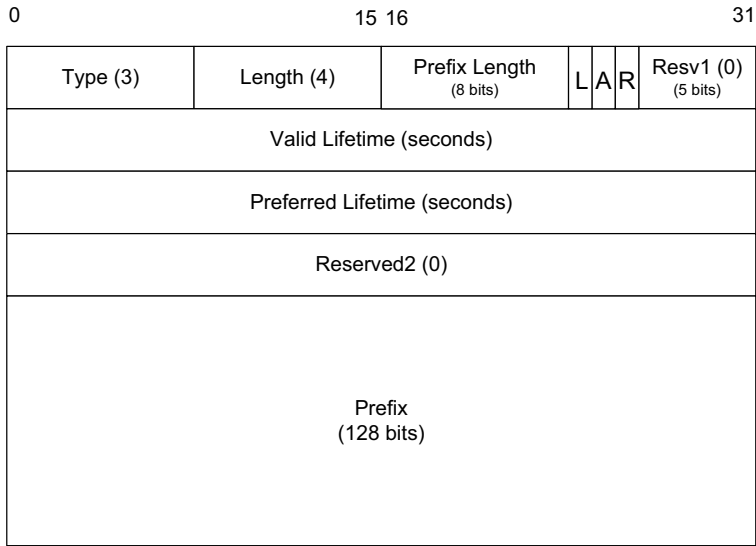 0 15 16 31
Type (3) Length (4) Prefix Length (8 bits) L A R Resv1 (0) (5 bits)
Valid Lifetime (seconds)
Preferred Lifetime (seconds)
Reserved2 (0)
Prefix
(128 bits)